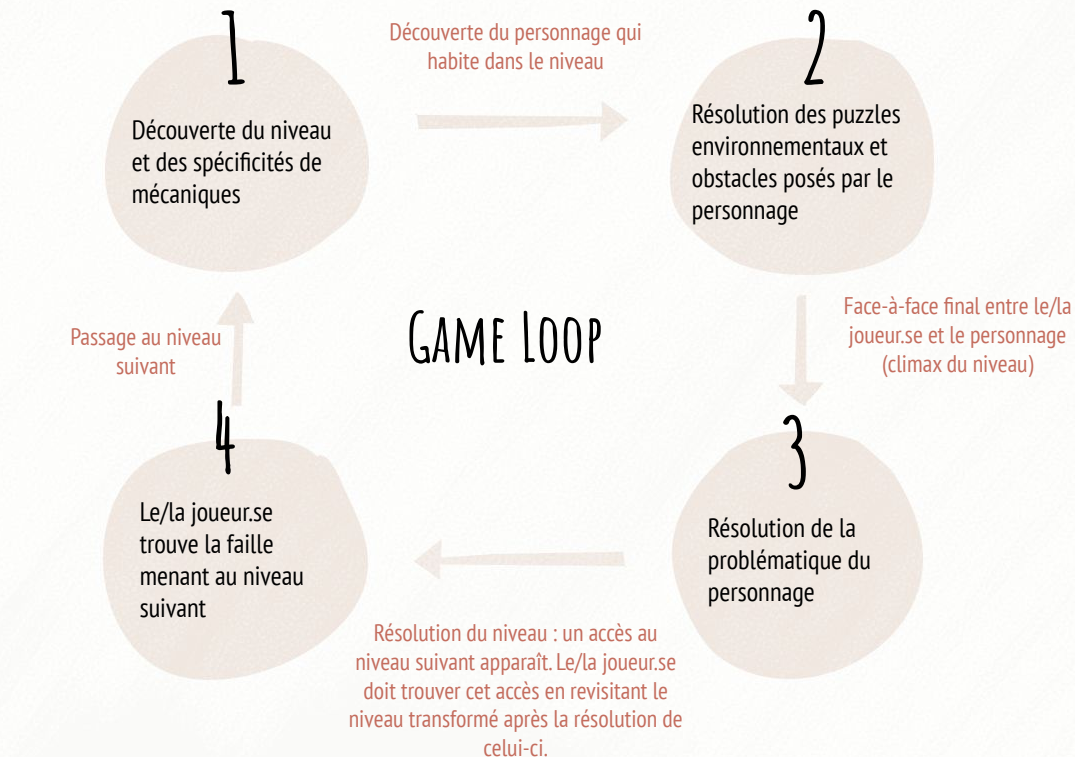 1
Découverte du niveau
et des spécificités de
mécaniques
Découverte du personnage qui
habite dans le niveau
2
Résolution des puzzles
environnementaux et
obstacles posés par le
personnage
Face-à-face final entre le/la
joueur.se et le personnage
(climax du niveau)
Game Loop
3
Résolution de la
problématique du
personnage
Résolution du niveau : un accès au
niveau suivant apparaît. Le/la joueur.se
doit trouver cet accès en revisitant le
niveau transformé après la résolution de
celui-ci.
4
Le/la joueur.se
trouve la faille
menant au niveau
suivant
Passage au niveau
suivant